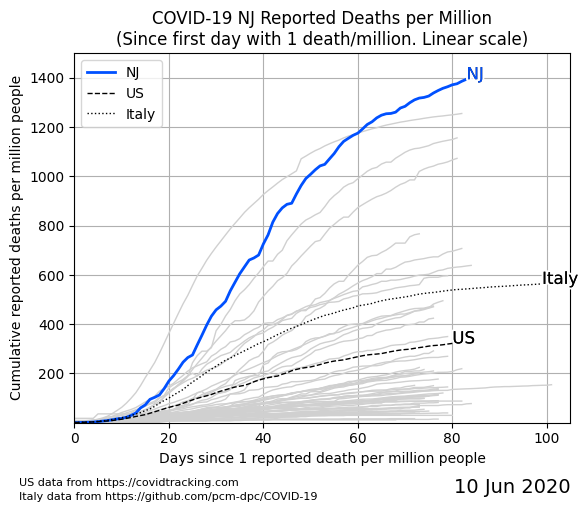 COVID-19 NJ Reported Deaths per Million
(Since first day with 1 death/million. Linear scale)
Cumulative reported deaths per million people
1400
1200
1000
800
600
400
200
NJ
US
Italy
NJ
Italy
US
0 20 40 60 80 100
Days since 1 reported death per million people
US data from https://covidtracking.com
Italy data from https://github.com/pcm-dpc/COVID-19
10 Jun 2020